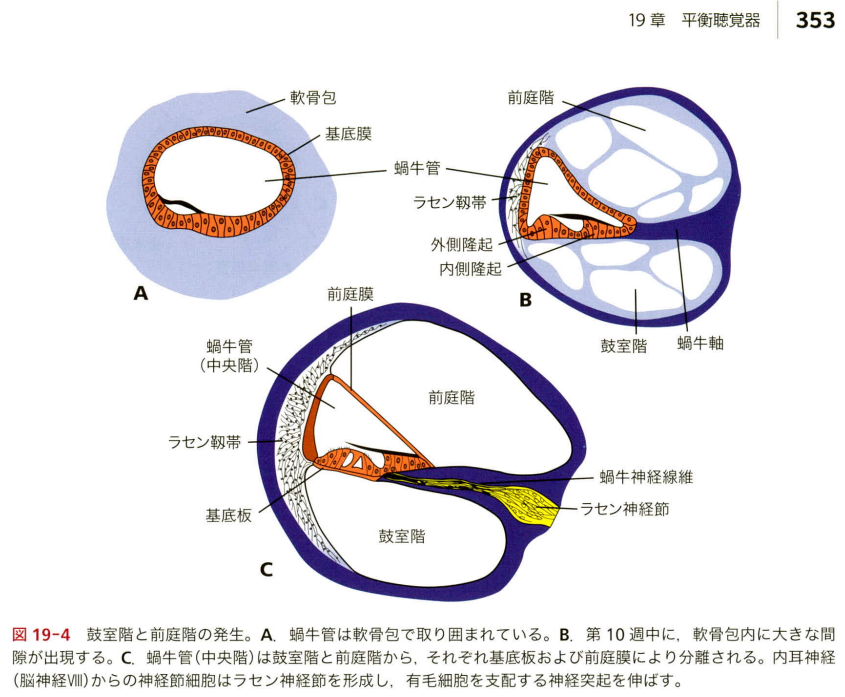 19 章 平衡聴覚器 353
軟骨包
基底膜
蝸牛管
A
前庭階
ラセン靱帯
外側隆起
内側隆起
B
鼓室階
蝸牛軸
前庭膜
蝸牛管
（中央階）
前庭階
ラセン靱帯
蝸牛神経線維
ラセン神経節
基底板
鼓室階
C
図 19-4 鼓室階と前庭階の発生。A．蝸牛管は軟骨包で取り囲まれている。B．第 10 週中に，軟骨包内に大きな間
隙が出現する。C．蝸牛管（中央階）は鼓室階と前庭階から，それぞれ基底板および前庭膜により分離される。内耳神経
（脳神経Ⅷ）からの神経節細胞はラセン神経節を形成し，有毛細胞を支配する神経突起を伸ばす。